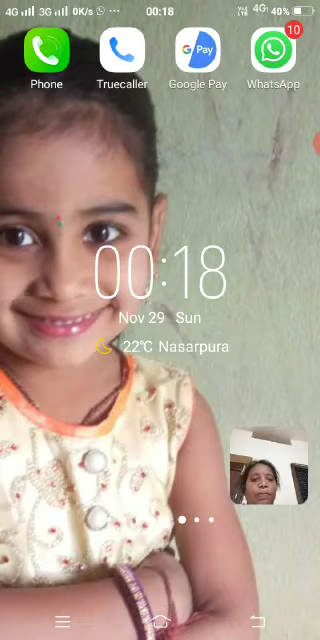 4G 3G 0K/s ... 00:18 4G 40%
10
Phone Truecaller Google Pay WhatsApp
G Pay
00:18
Nov 29 Sun
22℃ Nasarpura